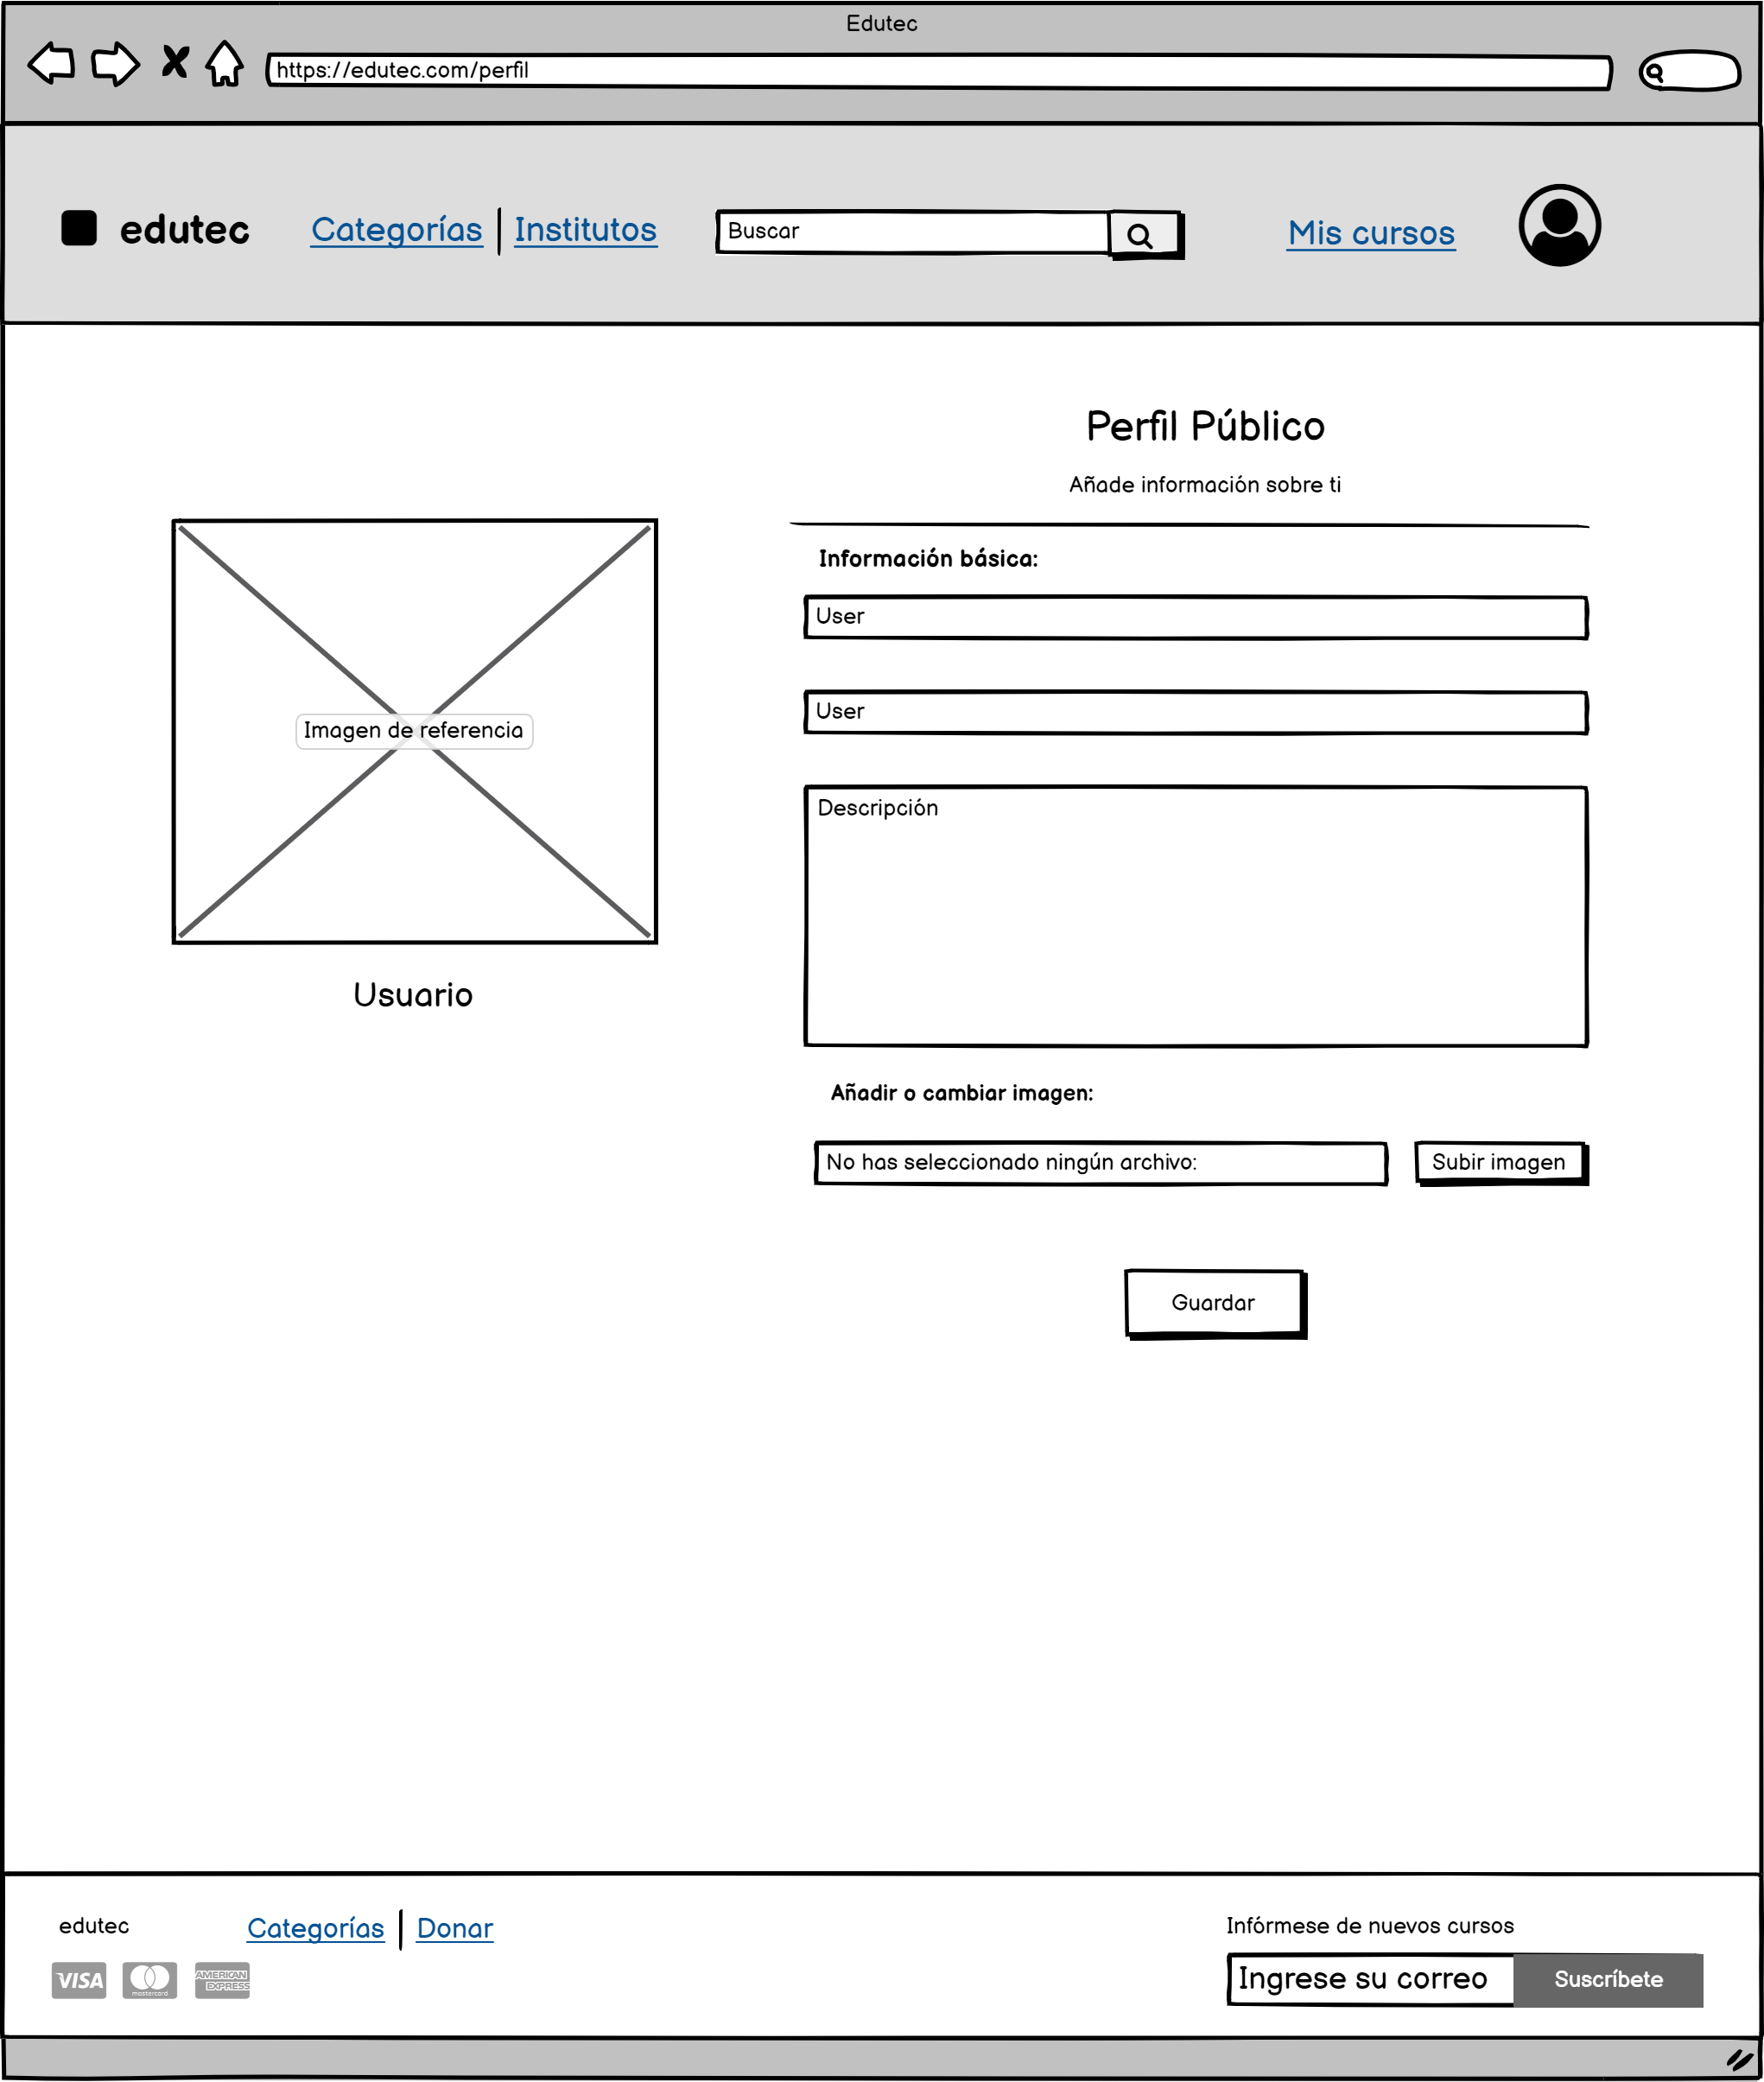 Edutec
https://edutec.com/perfil
edutec
Categorías
Institutos
Buscar
Mis cursos
Perfil Público
Añade información sobre ti
Información básica:
User
User
Imagen de referencia
Descripción
Usuario
Añadir o cambiar imagen:
No has seleccionado ningún archivo:
Subir imagen
Guardar
edutec
Categorías
Donar
Infórmese de nuevos cursos
VISA
mastercard
AMERICAN
EXPRESS
Ingrese su correo
Suscríbete